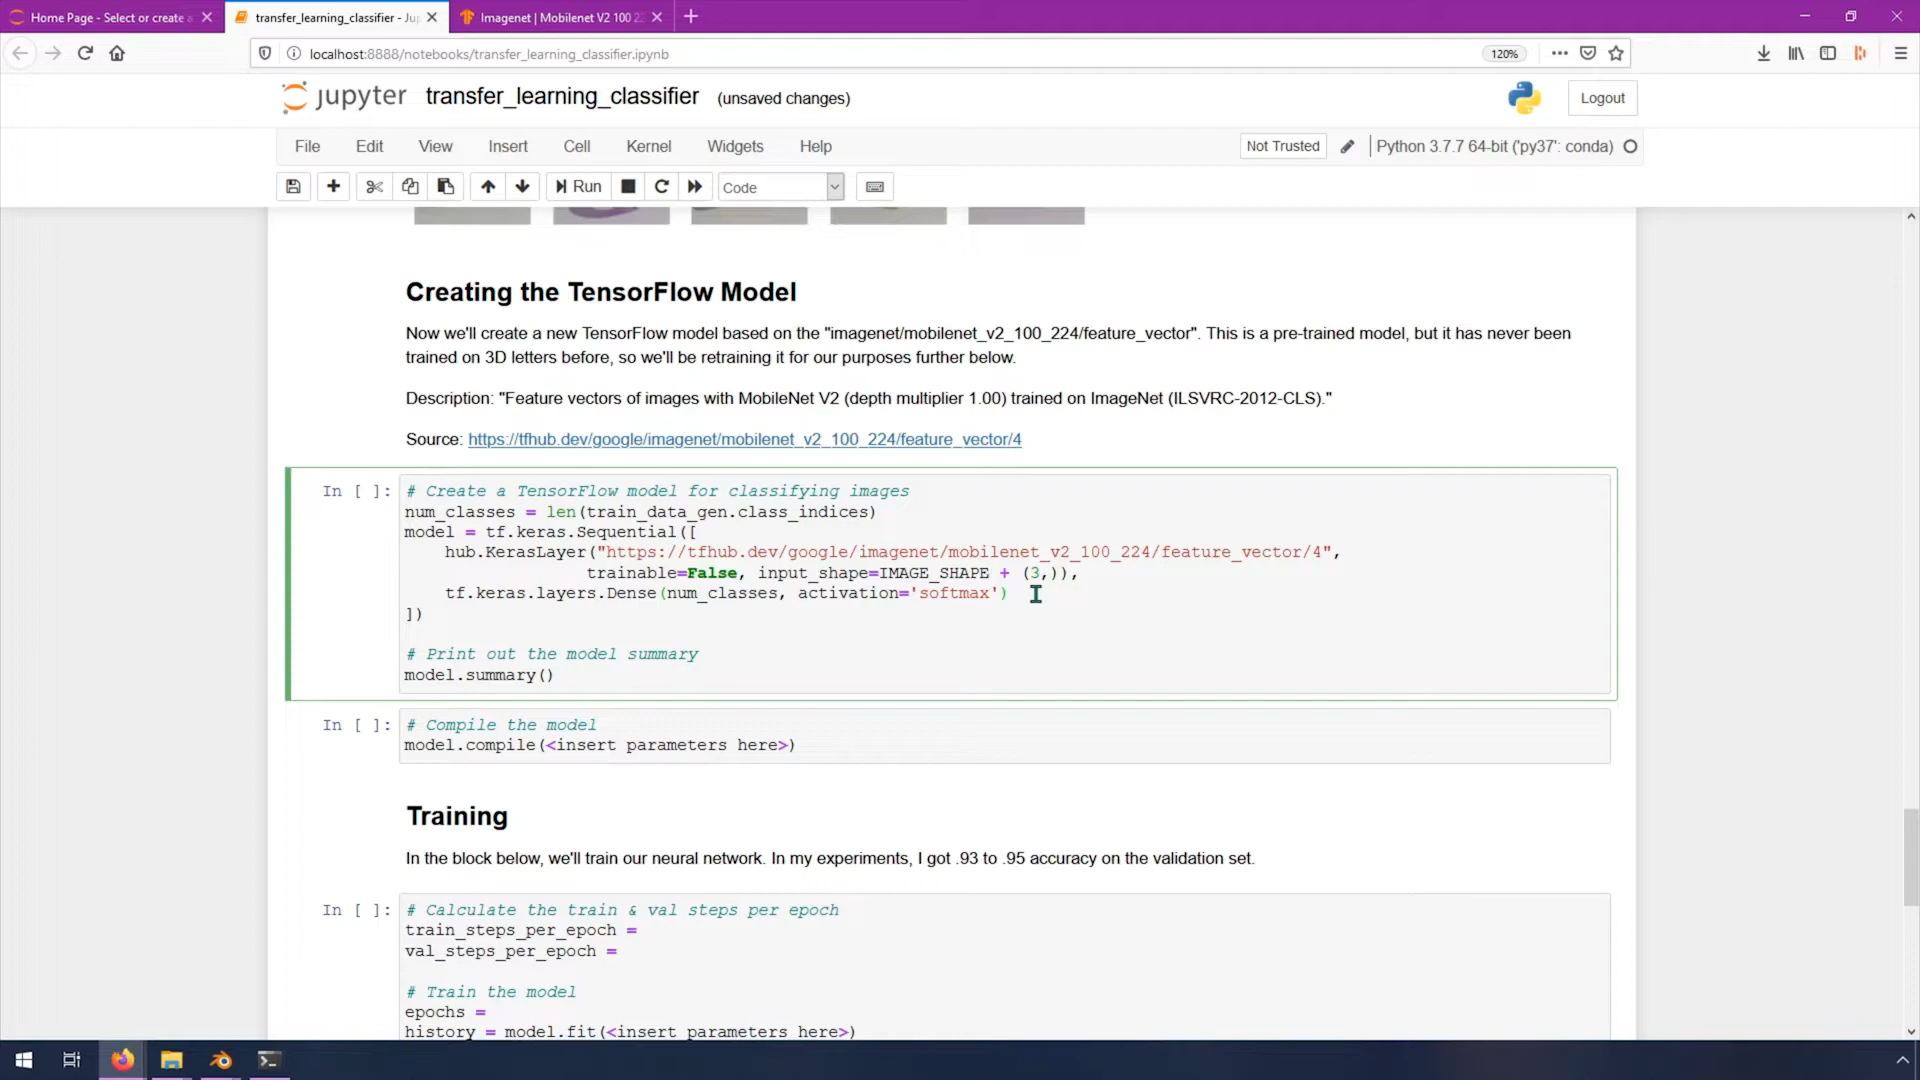 Home Page - Select or create a
transfer_learning_classifier - Ju
Imagenet | Mobilenet V2 100 22
localhost:8888/notebooks/transfer_learning_classifier.ipynb
120%
jupyter transfer_learning_classifier (unsaved changes)
Logout
File Edit View Insert Cell Kernel Widgets Help
Not Trusted
Python 3.7.7 64-bit ('py37': conda)
Run
Code
Creating the TensorFlow Model
Now we'll create a new TensorFlow model based on the "imagenet/mobilenet_v2_100_224/feature_vector". This is a pre-trained model, but it has never been
trained on 3D letters before, so we'll be retraining it for our purposes further below.
Description: "Feature vectors of images with MobileNet V2 (depth multiplier 1.00) trained on ImageNet (ILSVRC-2012-CLS)."
Source: https://tfhub.dev/google/imagenet/mobilenet_v2_100_224/feature_vector/4
In [ ]:
# Create a TensorFlow model for classifying images
num_classes = len(train_data_gen.class_indices)
model = tf.keras.Sequential([
hub.KerasLayer("https://tfhub.dev/google/imagenet/mobilenet_v2_100_224/feature_vector/4",
trainable=False, input_shape=IMAGE_SHAPE + (3,)),
tf.keras.layers.Dense(num_classes, activation='softmax')
])
# Print out the model summary
model.summary()
In [ ]:
# Compile the model
model.compile(<insert parameters here>)
Training
In the block below, we'll train our neural network. In my experiments, I got .93 to .95 accuracy on the validation set.
In [ ]:
# Calculate the train & val steps per epoch
train_steps_per_epoch =
val_steps_per_epoch =
# Train the model
epochs =
history = model.fit(<insert parameters here>)